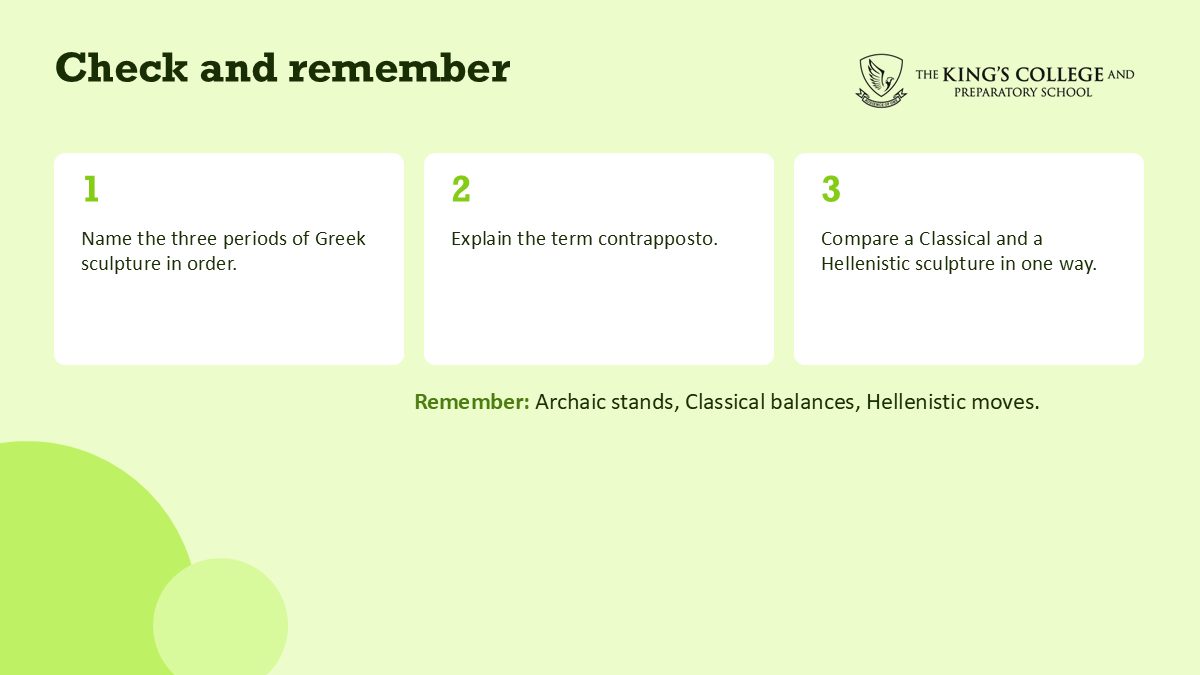 Check and remember
THE KING'S COLLEGE AND
PREPARATORY SCHOOL
1
Name the three periods of Greek
sculpture in order.
2
Explain the term contrapposto.
3
Compare a Classical and a
Hellenistic sculpture in one way.
Remember: Archaic stands, Classical balances, Hellenistic moves.